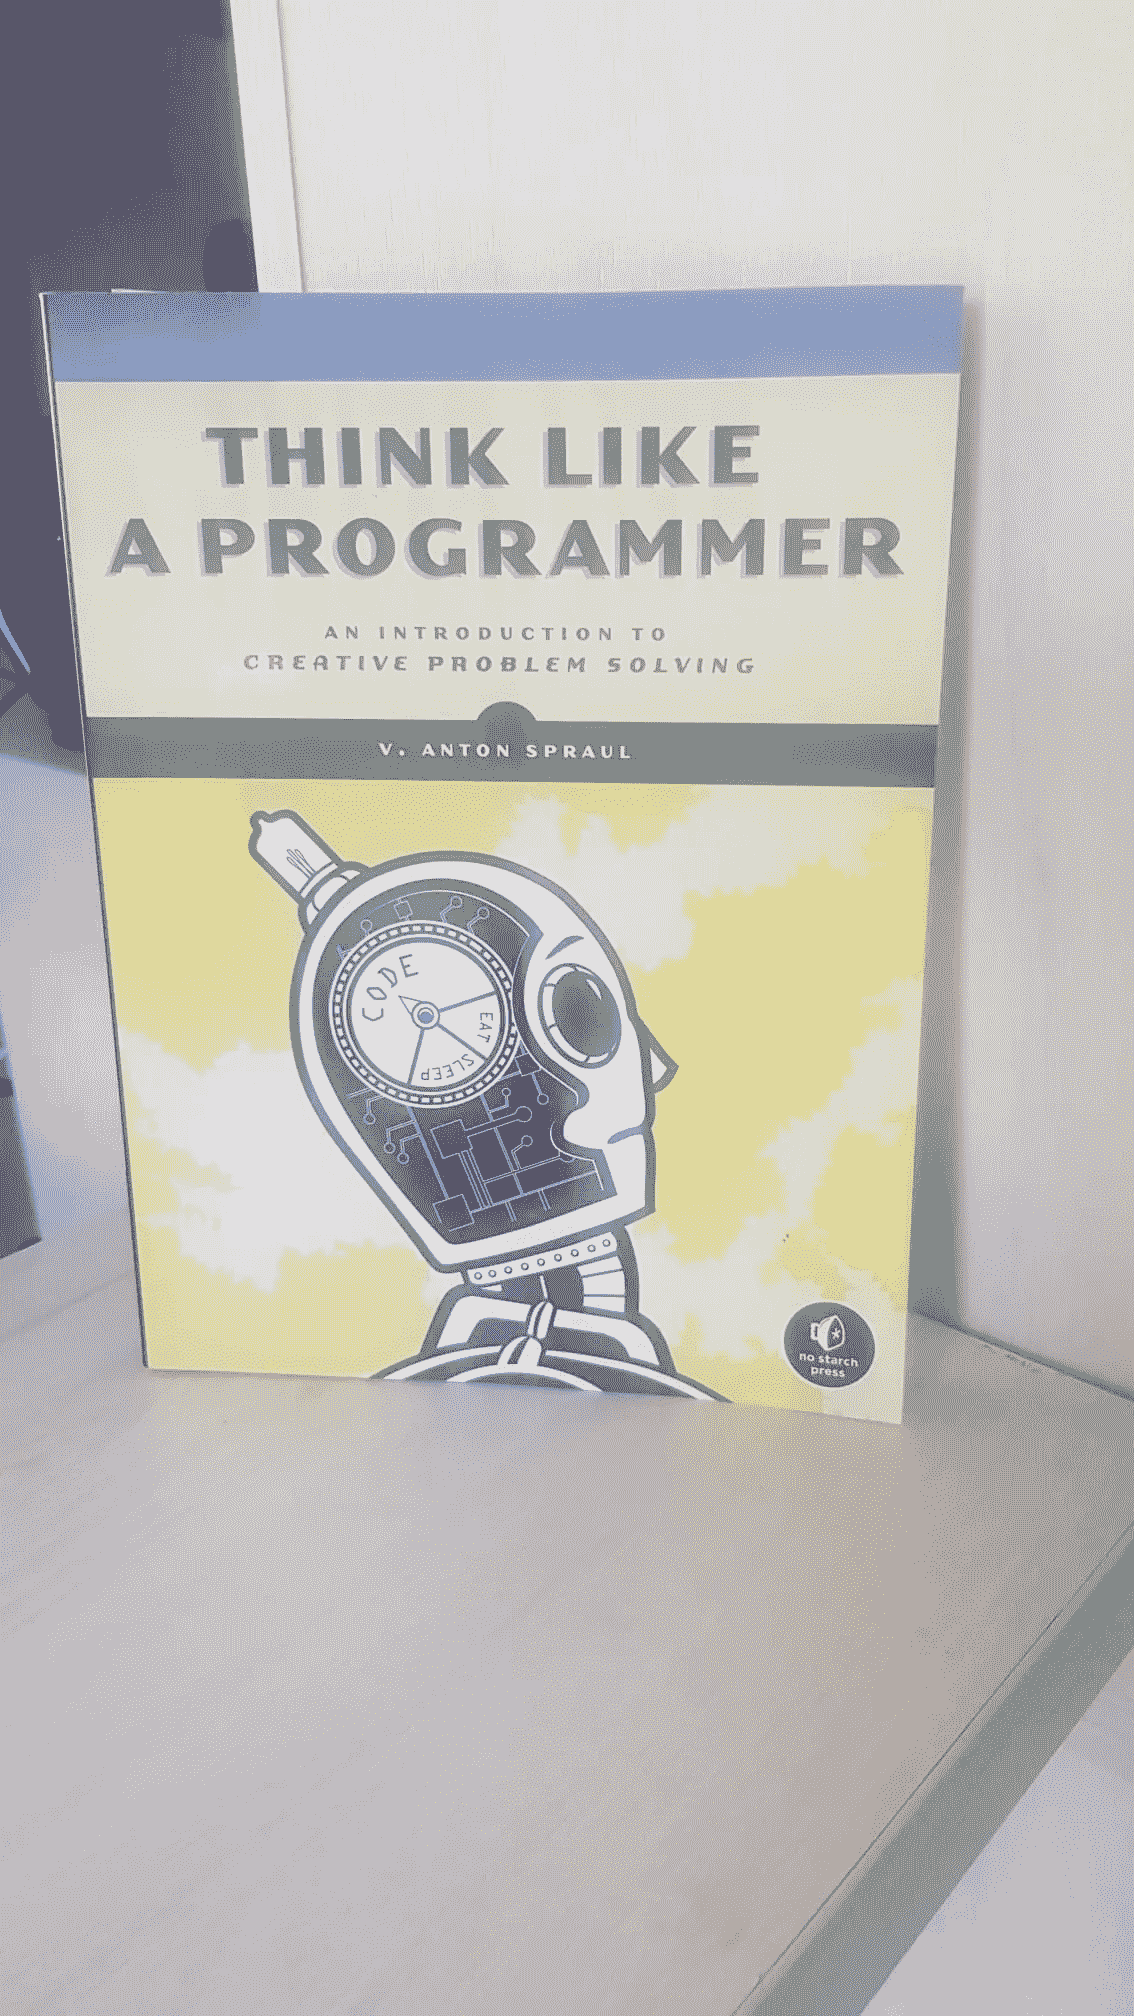 THINK LIKE
A PROGRAMMER
AN INTRODUCTION TO
CREATIVE PROBLEM SOLVING
V. ANTON SPRAUL
CODE
EAT
SLEEP
no starch
press